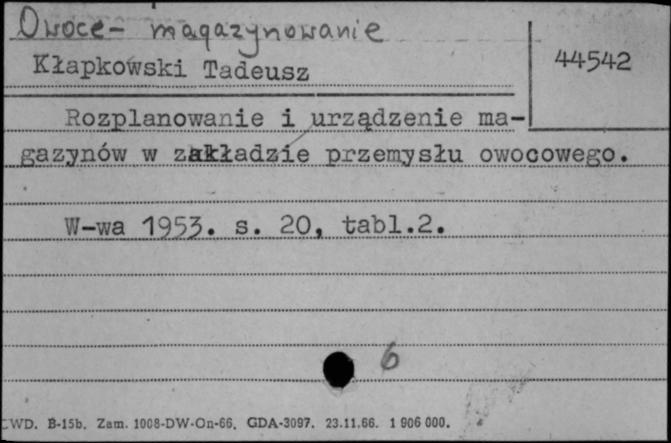 Owoce - magazynowanie
Kłapkowski Tadeusz
44542
Rozplanowanie i urządzenie ma-
gazynów w zakładzie przemysłu owocowego.
W-wa 1953. s. 20, tabl.2.
6
CWD. B-15b. Zam. 1008-DW-On-66. GDA-3097. 23.11.66. 1 906 000.